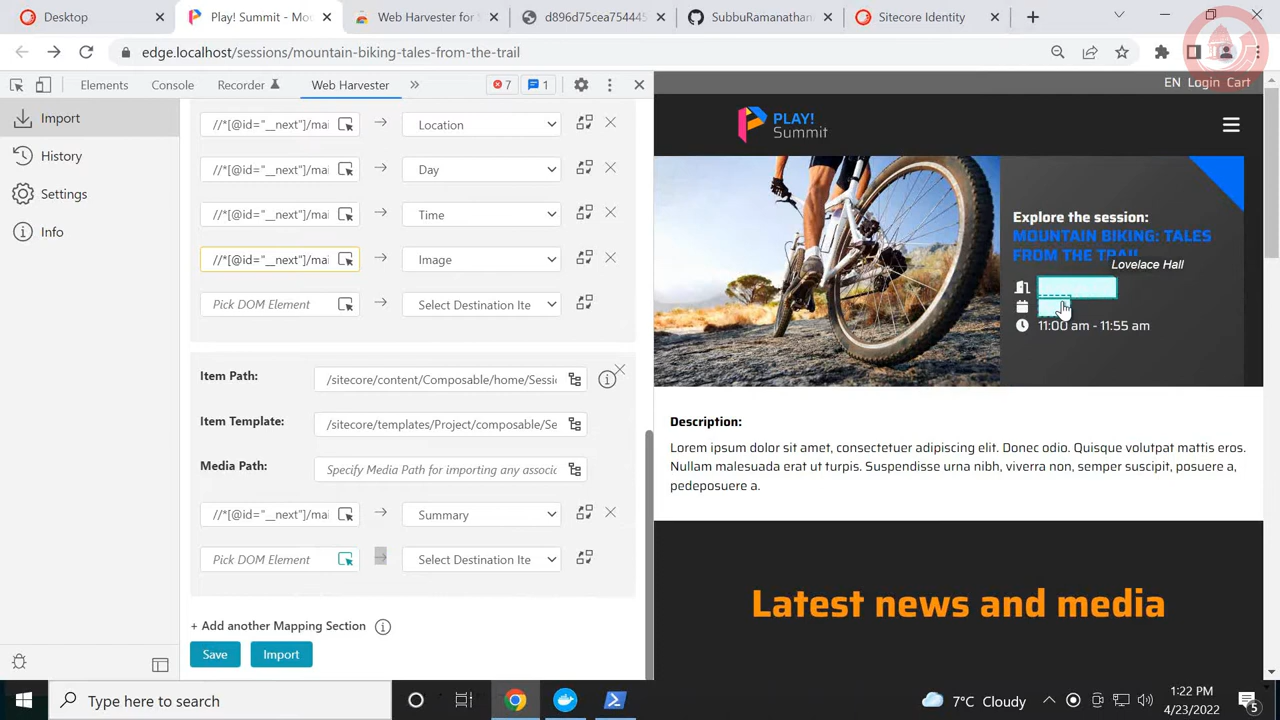 Desktop
Play! Summit - Mou
Web Harvester for S
d896d75cea754445
SubbuRamanathan/
Sitecore Identity
edge.localhost/sessions/mountain-biking-tales-from-the-trail
Elements
Console
Recorder
Web Harvester
7
1
EN Login Cart
Import
History
Settings
Info
//*[@id="__next"]/mai
Location
//*[@id="__next"]/mai
Day
//*[@id="__next"]/mai
Time
//*[@id="__next"]/mai
Image
Pick DOM Element
Select Destination Ite
PLAY!
Summit
Explore the session:
MOUNTAIN BIKING: TALES
FROM THE TRAIL
Lovelace Hall
11:00 am - 11:55 am
Item Path:
/sitecore/content/Composable/home/Sessi
Item Template:
/sitecore/templates/Project/composable/Se
Media Path:
Specify Media Path for importing any associc
//*[@id="__next"]/mai
Summary
Pick DOM Element
Select Destination Ite
+ Add another Mapping Section
Save
Import
Description:
Lorem ipsum dolor sit amet, consectetuer adipiscing elit. Donec odio. Quisque volutpat mattis eros.
Nullam malesuada erat ut turpis. Suspendisse urna nibh, viverra non, semper suscipit, posuere a,
pedeposuere a.
Latest news and media
Type here to search
7°C Cloudy
1:22 PM
4/23/2022
5